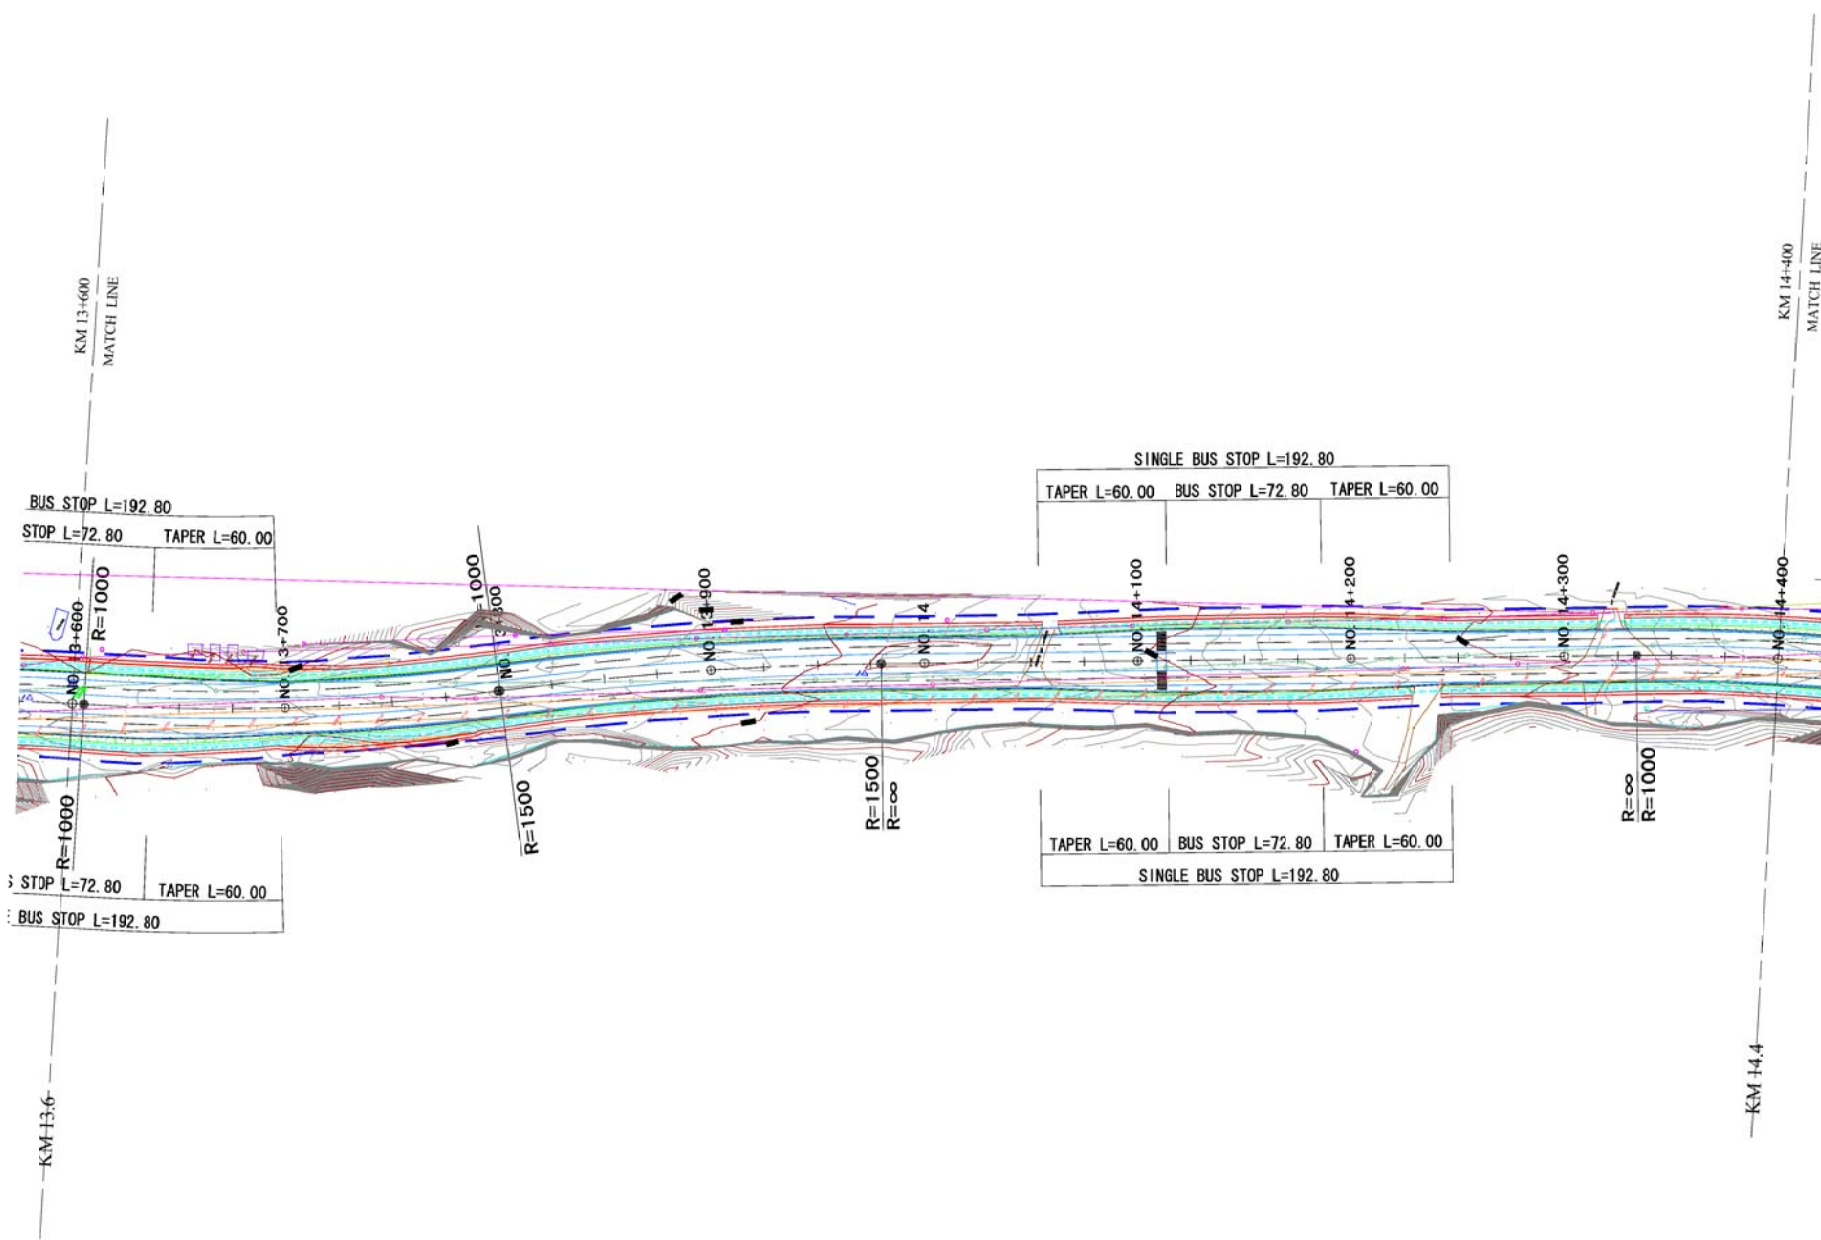 KM 13+600
MATCH LINE
KM 14+400
MATCH LINE
SINGLE BUS STOP L=192.80
TAPER L=60.00 BUS STOP L=72.80 TAPER L=60.00
BUS STOP L=192.80
STOP L=72.80 TAPER L=60.00
R=1000
R=1000
NO. 13+600
NO. 13+700
NO. 13+900
NO. 14
NO. 14+100
NO. 14+200
NO. 14+300
NO. 14+400
R=1000
R=1500
R=1500
R=∞
R=∞
R=1000
TAPER L=60.00 BUS STOP L=72.80 TAPER L=60.00
SINGLE BUS STOP L=192.80
S STOP L=72.80 TAPER L=60.00
BUS STOP L=192.80
KM 13.6
KM 14.4